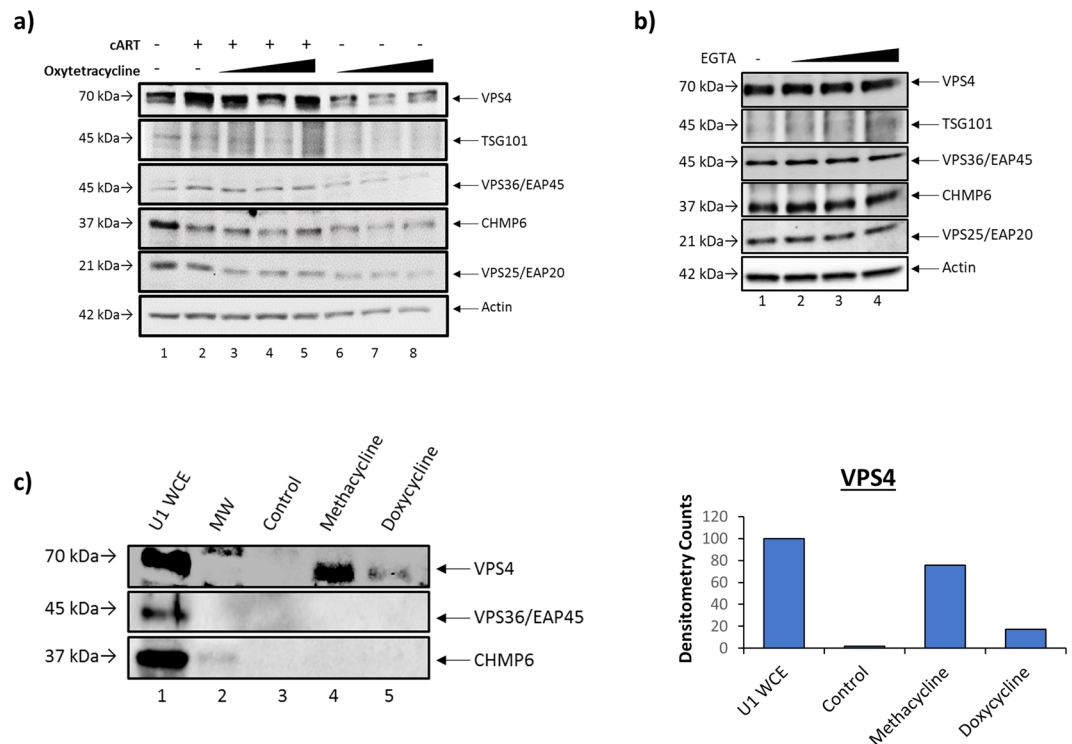 a)
cART - + + + + - - -
Oxytetracycline - -
70 kDa→ ←VPS4
45 kDa→ ←TSG101
45 kDa→ ←VPS36/EAP45
37 kDa→ ←CHMP6
21 kDa→ ←VPS25/EAP20
42 kDa→ ←Actin
1 2 3 4 5 6 7 8
b)
EGTA -
70 kDa→ ←VPS4
45 kDa→ ←TSG101
45 kDa→ ←VPS36/EAP45
37 kDa→ ←CHMP6
21 kDa→ ←VPS25/EAP20
42 kDa→ ←Actin
1 2 3 4
c)
U1 WCE MW Control Methacycline Doxycycline
70 kDa→ ←VPS4
45 kDa→ ←VPS36/EAP45
37 kDa→ ←CHMP6
1 2 3 4 5
VPS4
Densitometry Counts
120
100
80
60
40
20
0
U1 WCE Control Methacycline Doxycycline